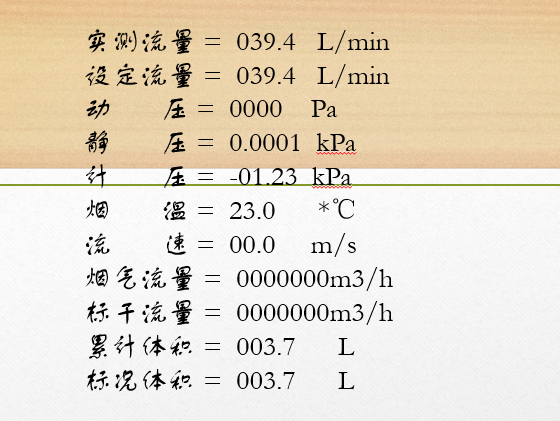 实测流量 = 039.4 L/min
设定流量 = 039.4 L/min
动 压 = 0000 Pa
静 压 = 0.0001 kPa
计 压 = -01.23 kPa
烟 温 = 23.0 *℃
流 速 = 00.0 m/s
烟气流量 = 0000000m3/h
标干流量 = 0000000m3/h
累计体积 = 003.7 L
标况体积 = 003.7 L